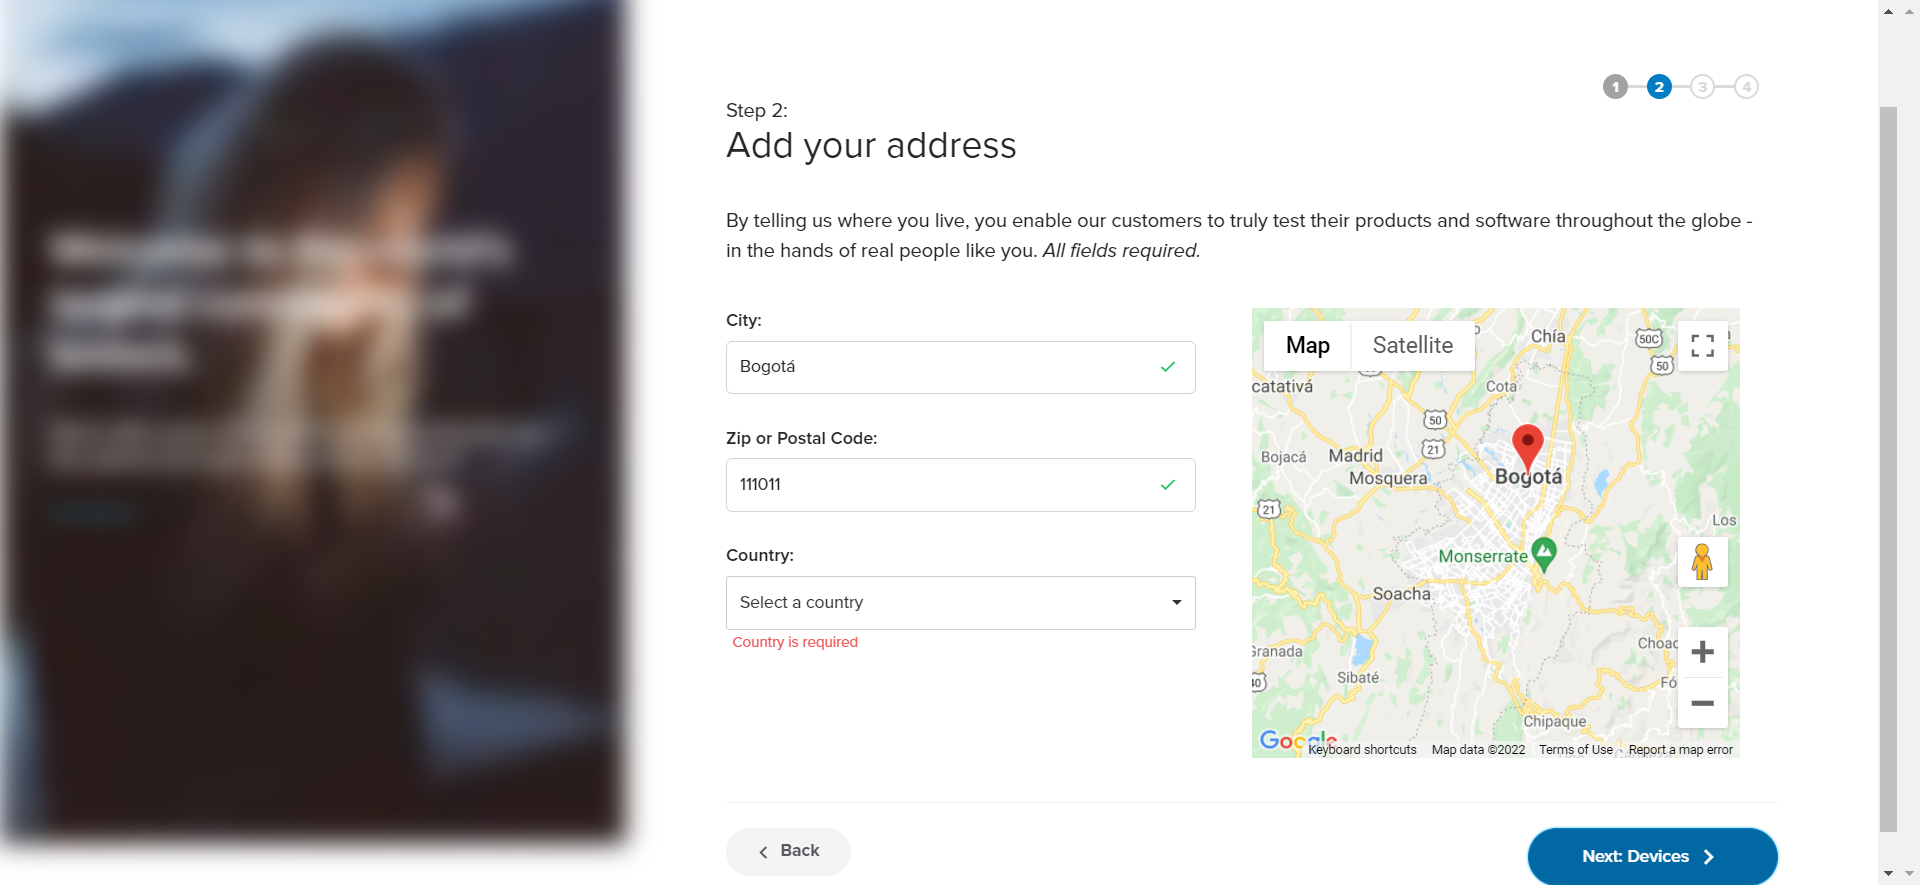 1 2 3 4
Step 2:
Add your address
By telling us where you live, you enable our customers to truly test their products and software throughout the globe -
in the hands of real people like you. All fields required.
City:
Bogotá
Zip or Postal Code:
111011
Country:
Select a country
Country is required
Map Satellite
Chía
50C
50
catativá
Cota
50
21
Bojacá
Madrid
Mosquera
Bogotá
21
Los
Monserrate
Soacha
Choac
Granada
40
Sibaté
Fó
Chipaque
Google
Keyboard shortcuts Map data ©2022 Terms of Use Report a map error
Back
Next: Devices